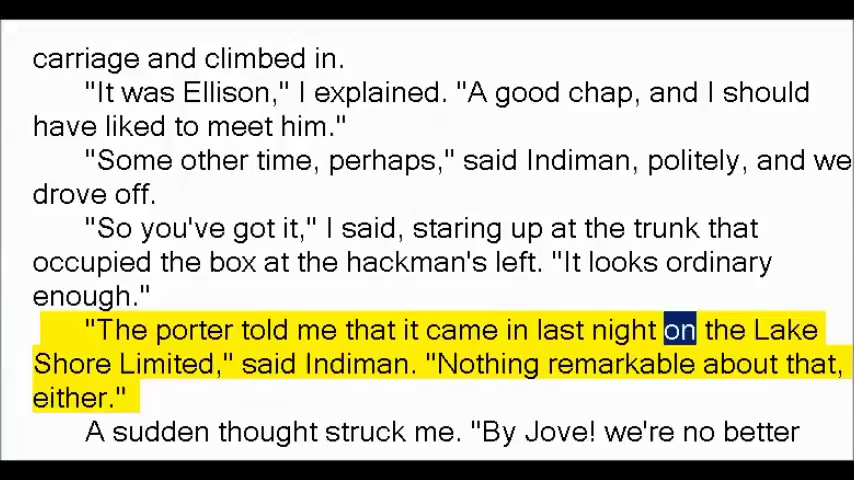 carriage and climbed in.
"It was Ellison," I explained. "A good chap, and I should
have liked to meet him."
"Some other time, perhaps," said Indiman, politely, and we
drove off.
"So you've got it," I said, staring up at the trunk that
occupied the box at the hackman's left. "It looks ordinary
enough."
"The porter told me that it came in last night on the Lake
Shore Limited," said Indiman. "Nothing remarkable about that,
either."
A sudden thought struck me. "By Jove! we're no better